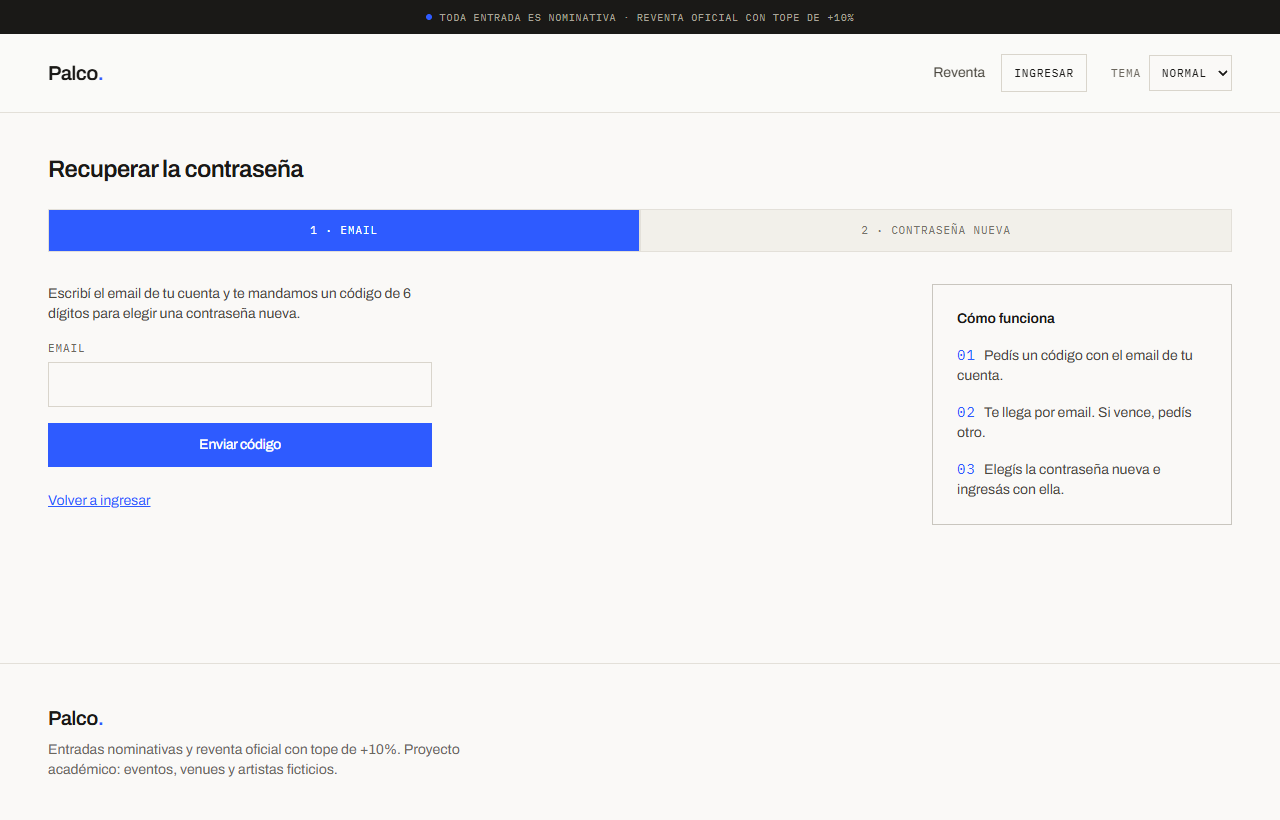 TODA ENTRADA ES NOMINATIVA · REVENTA OFICIAL CON TOPE DE +10%
Palco.
Reventa
INGRESAR
TEMA
NORMAL
Recuperar la contraseña
1 · EMAIL
2 · CONTRASEÑA NUEVA
Escribí el email de tu cuenta y te mandamos un código de 6
dígitos para elegir una contraseña nueva.
EMAIL
Enviar código
Volver a ingresar
Cómo funciona
01 Pedís un código con el email de tu
cuenta.
02 Te llega por email. Si vence, pedís
otro.
03 Elegís la contraseña nueva e
ingresás con ella.
Palco.
Entradas nominativas y reventa oficial con tope de +10%. Proyecto
académico: eventos, venues y artistas ficticios.